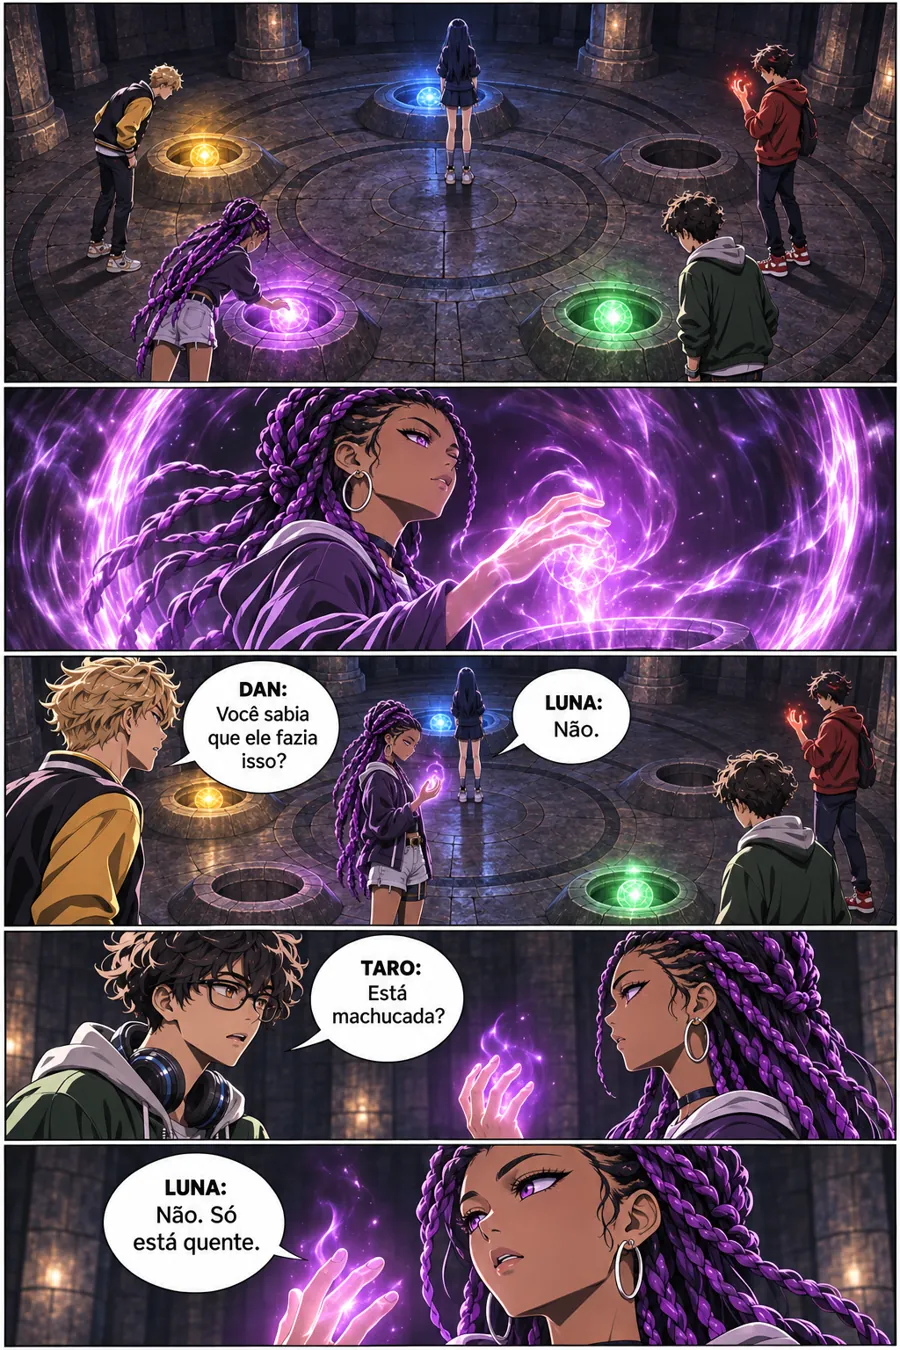 DAN:
Você sabia
que ele fazia
isso?
LUNA:
Não.
TARO:
Está
machucada?
LUNA:
Não. Só
está quente.